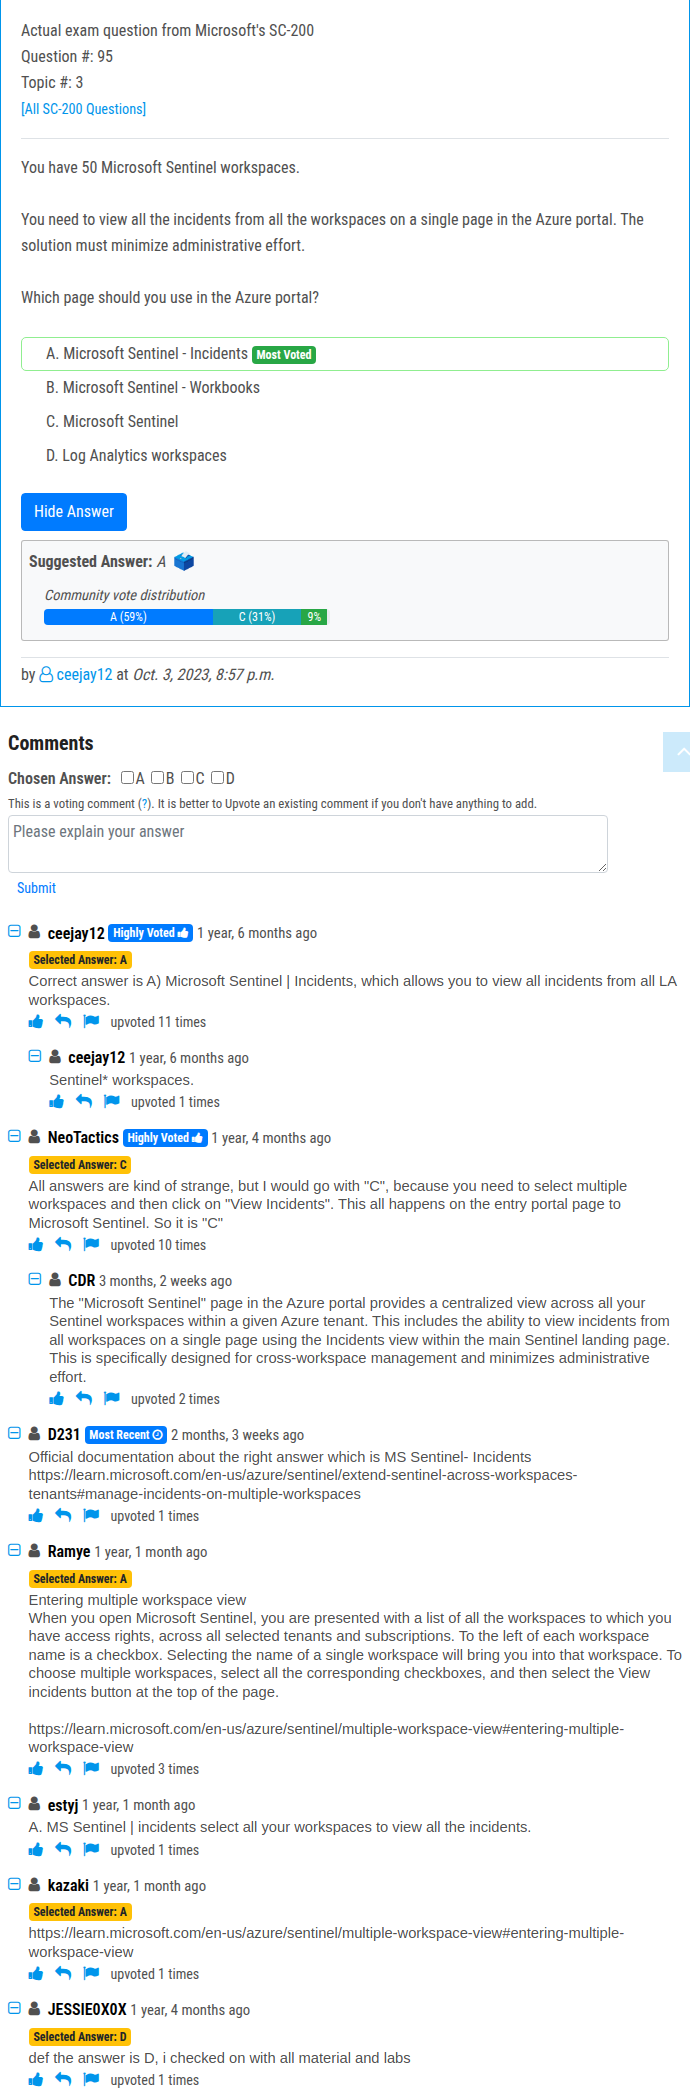 Actual exam question from Microsoft's SC-200
Question #: 95
Topic #: 3
[All SC-200 Questions]
You have 50 Microsoft Sentinel workspaces.
You need to view all the incidents from all the workspaces on a single page in the Azure portal. The
solution must minimize administrative effort.
Which page should you use in the Azure portal?
A. Microsoft Sentinel - Incidents Most Voted
B. Microsoft Sentinel - Workbooks
C. Microsoft Sentinel
D. Log Analytics workspaces
Hide Answer
Suggested Answer: A
Community vote distribution
A (59%) C (31%) 9%
by ceejay12 at Oct. 3, 2023, 8:57 p.m.
Comments
Chosen Answer: A B C D
This is a voting comment (?). It is better to Upvote an existing comment if you don't have anything to add.
Please explain your answer
Submit
ceejay12 Highly Voted 1 year, 6 months ago
Selected Answer: A
Correct answer is A) Microsoft Sentinel | Incidents, which allows you to view all incidents from all LA
workspaces.
upvoted 11 times
ceejay12 1 year, 6 months ago
Sentinel* workspaces.
upvoted 1 times
NeoTactics Highly Voted 1 year, 4 months ago
Selected Answer: C
All answers are kind of strange, but I would go with "C", because you need to select multiple
workspaces and then click on "View Incidents". This all happens on the entry portal page to
Microsoft Sentinel. So it is "C"
upvoted 10 times
CDR 3 months, 2 weeks ago
The "Microsoft Sentinel" page in the Azure portal provides a centralized view across all your
Sentinel workspaces within a given Azure tenant. This includes the ability to view incidents from
all workspaces on a single page using the Incidents view within the main Sentinel landing page.
This is specifically designed for cross-workspace management and minimizes administrative
effort.
upvoted 2 times
D231 Most Recent 2 months, 3 weeks ago
Official documentation about the right answer which is MS Sentinel- Incidents
https://learn.microsoft.com/en-us/azure/sentinel/extend-sentinel-across-workspaces-
tenants#manage-incidents-on-multiple-workspaces
upvoted 1 times
Ramye 1 year, 1 month ago
Selected Answer: A
Entering multiple workspace view
When you open Microsoft Sentinel, you are presented with a list of all the workspaces to which you
have access rights, across all selected tenants and subscriptions. To the left of each workspace
name is a checkbox. Selecting the name of a single workspace will bring you into that workspace. To
choose multiple workspaces, select all the corresponding checkboxes, and then select the View
incidents button at the top of the page.
https://learn.microsoft.com/en-us/azure/sentinel/multiple-workspace-view#entering-multiple-
workspace-view
upvoted 3 times
estyj 1 year, 1 month ago
A. MS Sentinel | incidents select all your workspaces to view all the incidents.
upvoted 1 times
kazaki 1 year, 1 month ago
Selected Answer: A
https://learn.microsoft.com/en-us/azure/sentinel/multiple-workspace-view#entering-multiple-
workspace-view
upvoted 1 times
JESSIE0X0X 1 year, 4 months ago
Selected Answer: D
def the answer is D, i checked on with all material and labs
upvoted 1 times